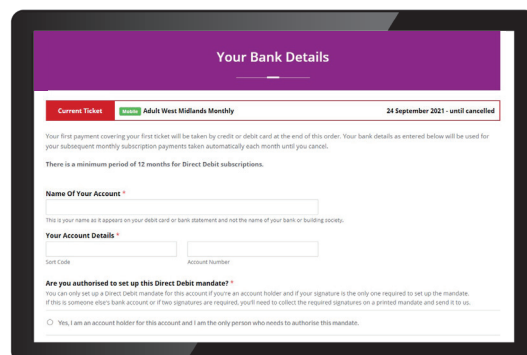 Your Bank Details
Current Ticket Mobile Adult West Midlands Monthly 24 September 2021 - until cancelled
Your first payment covering your first ticket will be taken by credit or debit card at the end of this order. Your bank details as entered below will be used for
your subsequent monthly subscription payments taken automatically each month until you cancel.
There is a minimum period of 12 months for Direct Debit subscriptions.
Name Of Your Account *
This is your name as it appears on your debit card or bank statement and not the name of your bank or building society.
Your Account Details *
Sort Code Account Number
Are you authorised to set up this Direct Debit mandate? *
You can only set up a Direct Debit mandate for this account if you're an account holder and if your signature is the only one required to set up the mandate.
If this is someone else's bank account or if two signatures are required, you'll need to collect the required signatures on a printed mandate and send it to us.
Yes, I am an account holder for this account and I am the only person who needs to authorise this mandate.